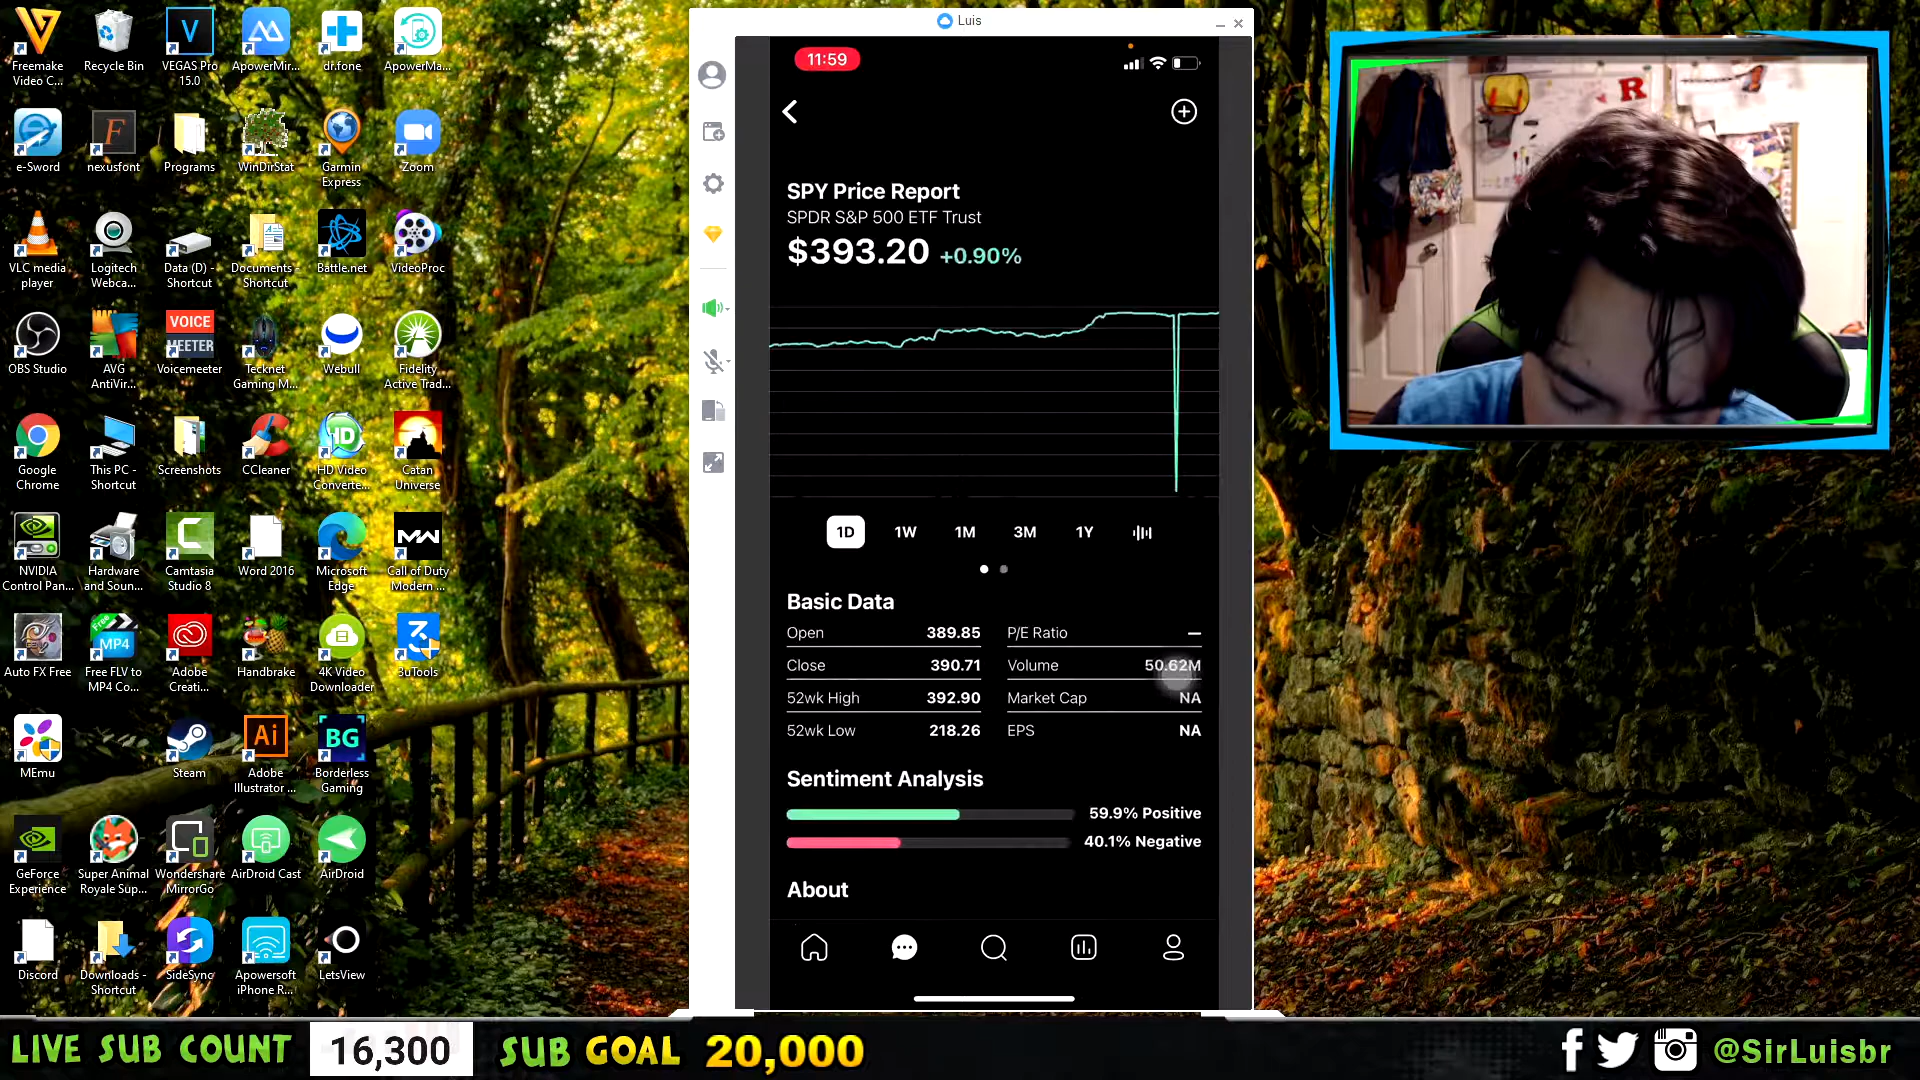 Freemake Video C...
Recycle Bin
VEGAS Pro 15.0
ApowerMir...
dr.fone
ApowerMa...
e-Sword
nexusfont
Programs
WinDirStat
Garmin Express
Zoom
VLC media player
Logitech Webca...
Data (D) - Shortcut
Documents - Shortcut
Battle.net
VideoProc
OBS Studio
AVG AntiVir...
VOICE MEETER
Voicemeeter
Tecknet Gaming M...
Webull
Fidelity Active Trad...
Google Chrome
This PC - Shortcut
Screenshots
CCleaner
HD Video Converte...
Catan Universe
NVIDIA Control Pan...
Hardware and Soun...
Camtasia Studio 8
Word 2016
Microsoft Edge
Call of Duty Modern ...
Auto FX Free
Free FLV to MP4 Co...
Adobe Creati...
Handbrake
4K Video Downloader
3uTools
MEmu
Steam
Adobe Illustrator ...
Borderless Gaming
GeForce Experience
Super Animal Royale Sup...
Wondershare MirrorGo
AirDroid Cast
AirDroid
Discord
Downloads - Shortcut
SideSync
Apowersoft iPhone R...
LetsView
Luis
11:59
SPY Price Report
SPDR S&P 500 ETF Trust
$393.20 +0.90%
1D 1W 1M 3M 1Y
Basic Data
Open 389.85 P/E Ratio —
Close 390.71 Volume 50.62M
52wk High 392.90 Market Cap NA
52wk Low 218.26 EPS NA
Sentiment Analysis
59.9% Positive
40.1% Negative
About
R
LIVE SUB COUNT 16,300 SUB GOAL 20,000
@SirLuisbr